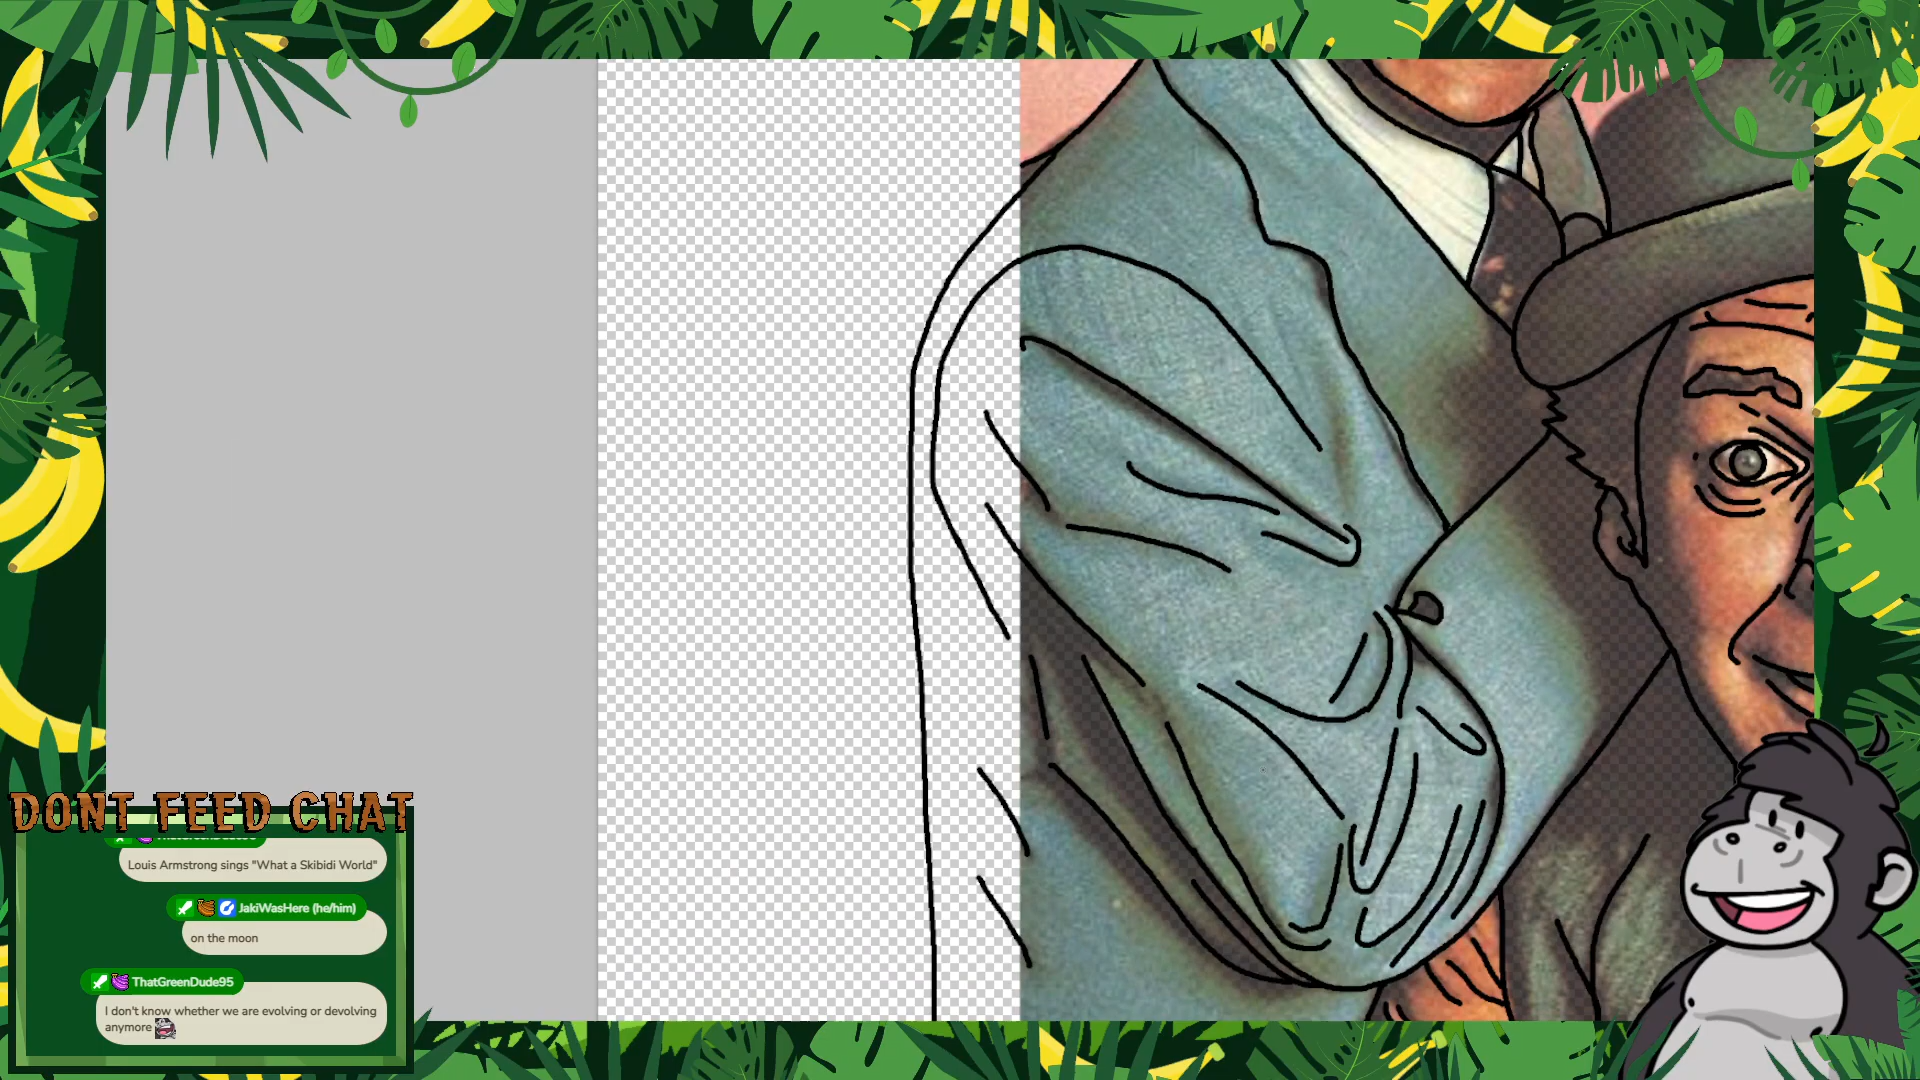 DONT FEED CHAT
Louis Armstrong sings "What a Skibidi World"
JakiWasHere (he/him)
on the moon
ThatGreenDude95
I don't know whether we are evolving or devolving
anymore